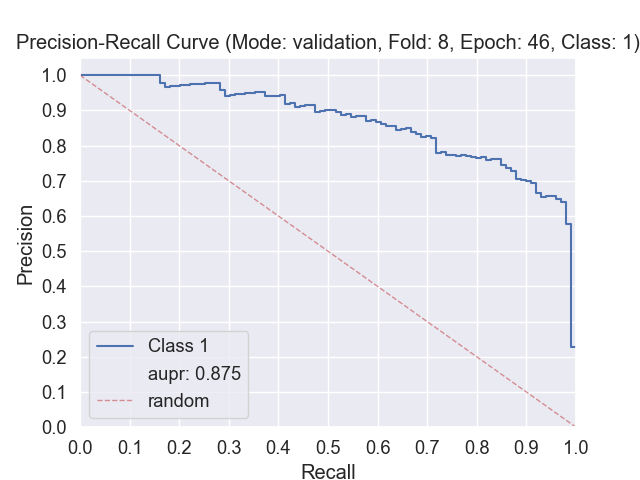 Precision-Recall Curve (Mode: validation, Fold: 8, Epoch: 46, Class: 1)
1.0
0.9
0.8
0.7
0.6
0.5
0.4
0.3
0.2
0.1
0.0
Precision
Class 1
aupr: 0.875
random
0.0 0.1 0.2 0.3 0.4 0.5 0.6 0.7 0.8 0.9 1.0
Recall